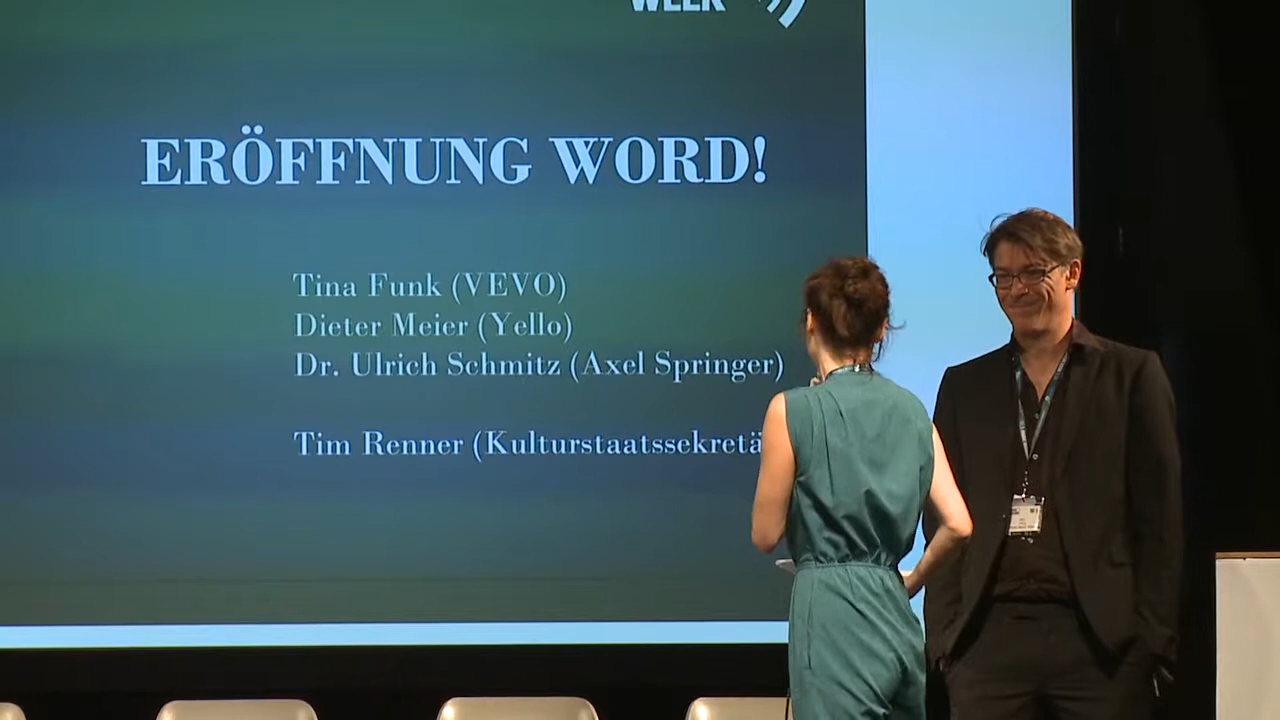 WEEK
ERÖFFNUNG WORD!
Tina Funk (VEVO)
Dieter Meier (Yello)
Dr. Ulrich Schmitz (Axel Springer)
Tim Renner (Kulturstaatssekretä